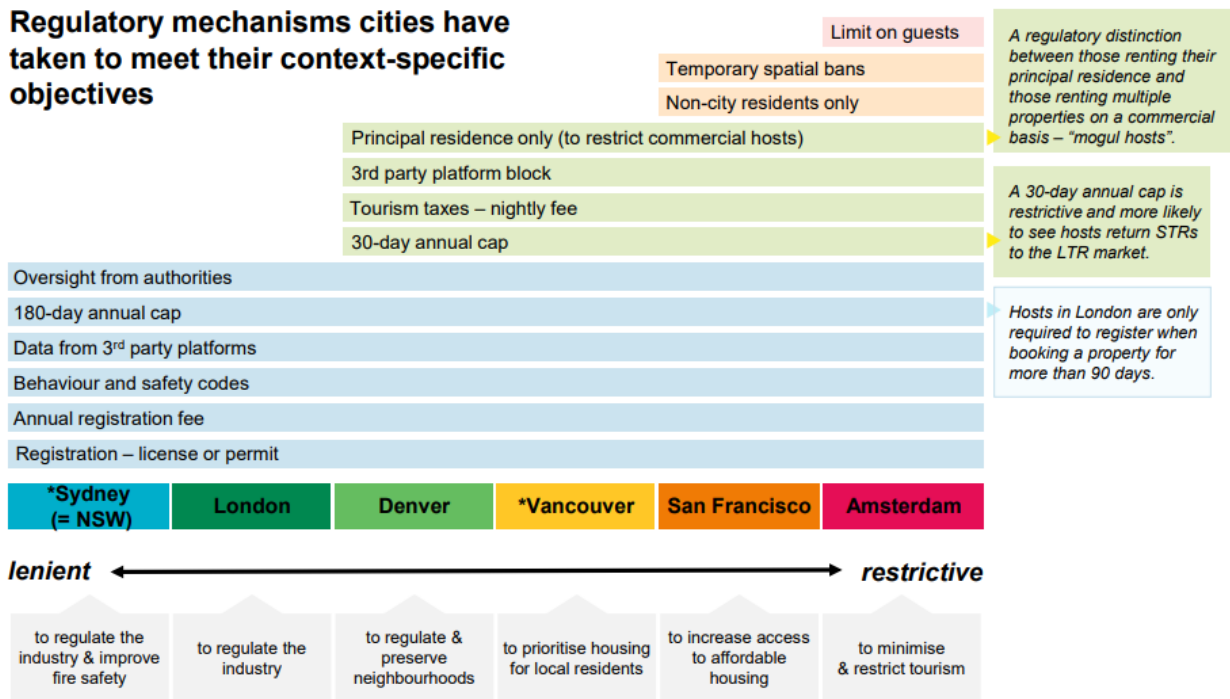 Regulatory mechanisms cities have
taken to meet their context-specific
objectives
Limit on guests
Temporary spatial bans
Non-city residents only
Principal residence only (to restrict commercial hosts)
3rd party platform block
Tourism taxes – nightly fee
30-day annual cap
Oversight from authorities
180-day annual cap
Data from 3rd party platforms
Behaviour and safety codes
Annual registration fee
Registration – license or permit
A regulatory distinction
between those renting their
principal residence and
those renting multiple
properties on a commercial
basis – “mogul hosts”.
A 30-day annual cap is
restrictive and more likely
to see hosts return STRs
to the LTR market.
Hosts in London are only
required to register when
booking a property for
more than 90 days.
*Sydney
(= NSW)
London
Denver
*Vancouver
San Francisco
Amsterdam
lenient
restrictive
to regulate the
industry & improve
fire safety
to regulate the
industry
to regulate &
preserve
neighbourhoods
to prioritise housing
for local residents
to increase access
to affordable
housing
to minimise
& restrict tourism